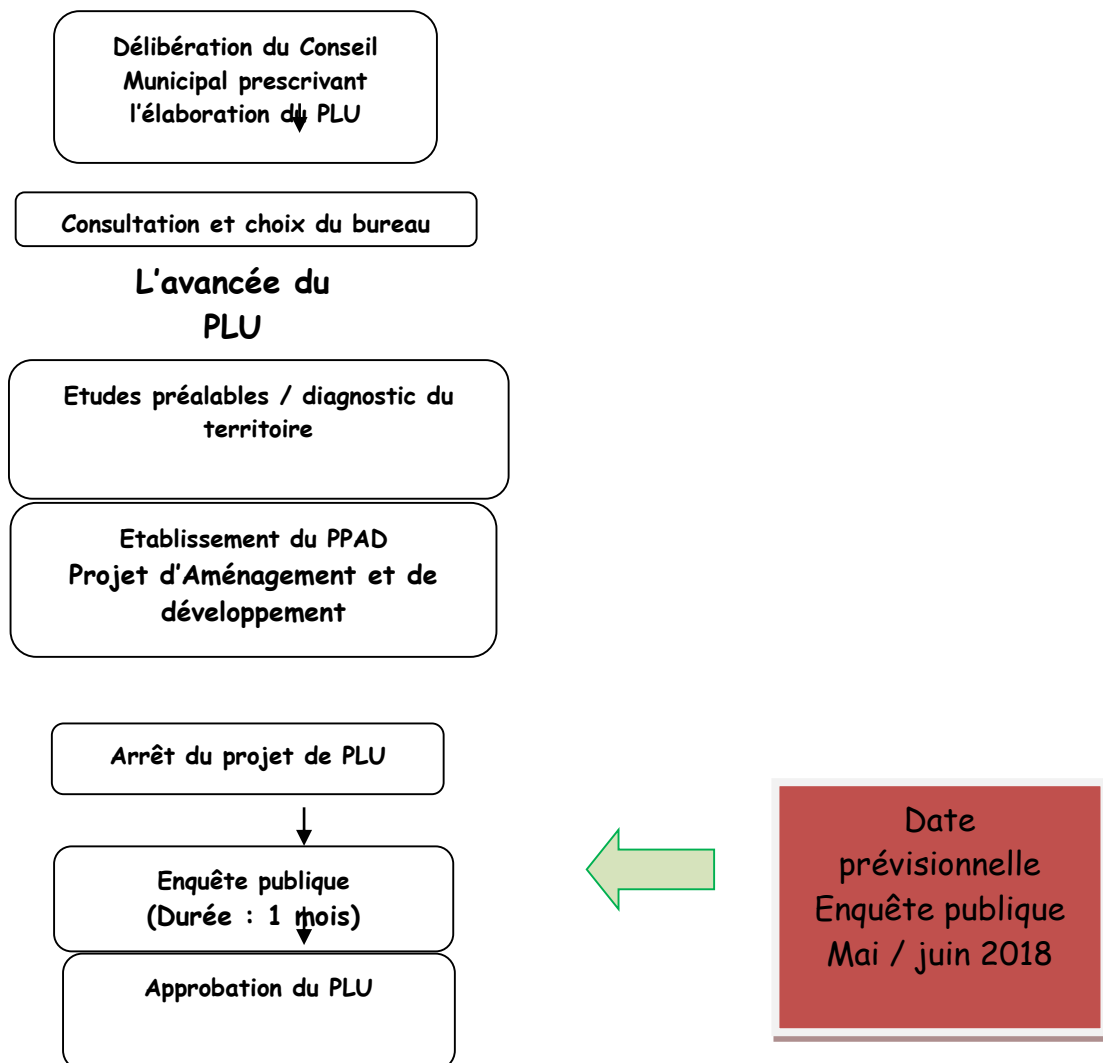 Délibération du Conseil
Municipal prescrivant
l'élaboration du PLU
Consultation et choix du bureau
L'avancée du
PLU
Etudes préalables / diagnostic du
territoire
Etablissement du PPAD
Projet d'Aménagement et de
développement
Arrêt du projet de PLU
Enquête publique
(Durée : 1 mois)
Approbation du PLU
Date
prévisionnelle
Enquête publique
Mai / juin 2018